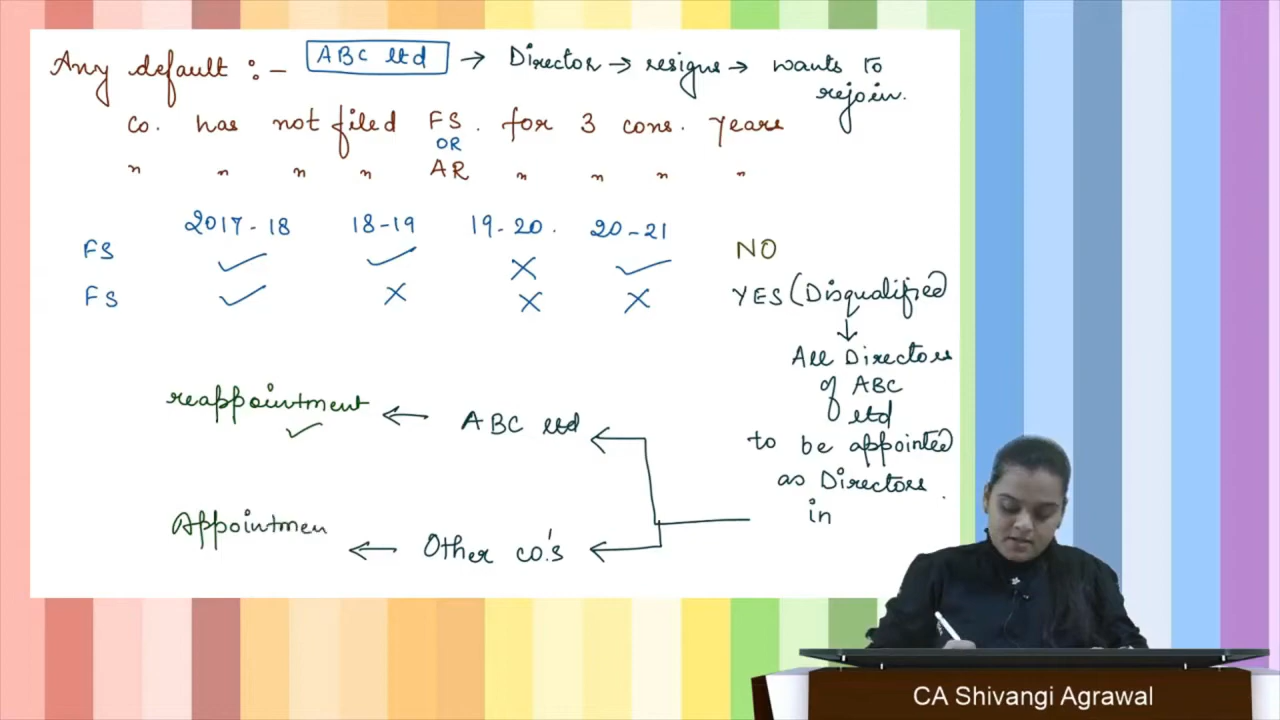 Any default :- ABC ltd → Director → resigns → wants to rejoin.
Co. has not filed FS. for 3 cons. years
OR
" " " " AR " " " "
2017-18 18-19 19-20. 20-21
FS ✓ ✓ X ✓ NO
FS ✓ X X X YES (Disqualified
↓
All Directors
of ABC
ltd
to be appointed
as Directors
in
reappointment ← ABC ltd ←
✓
Appointmen ← Other co's ←
CA Shivangi Agrawal